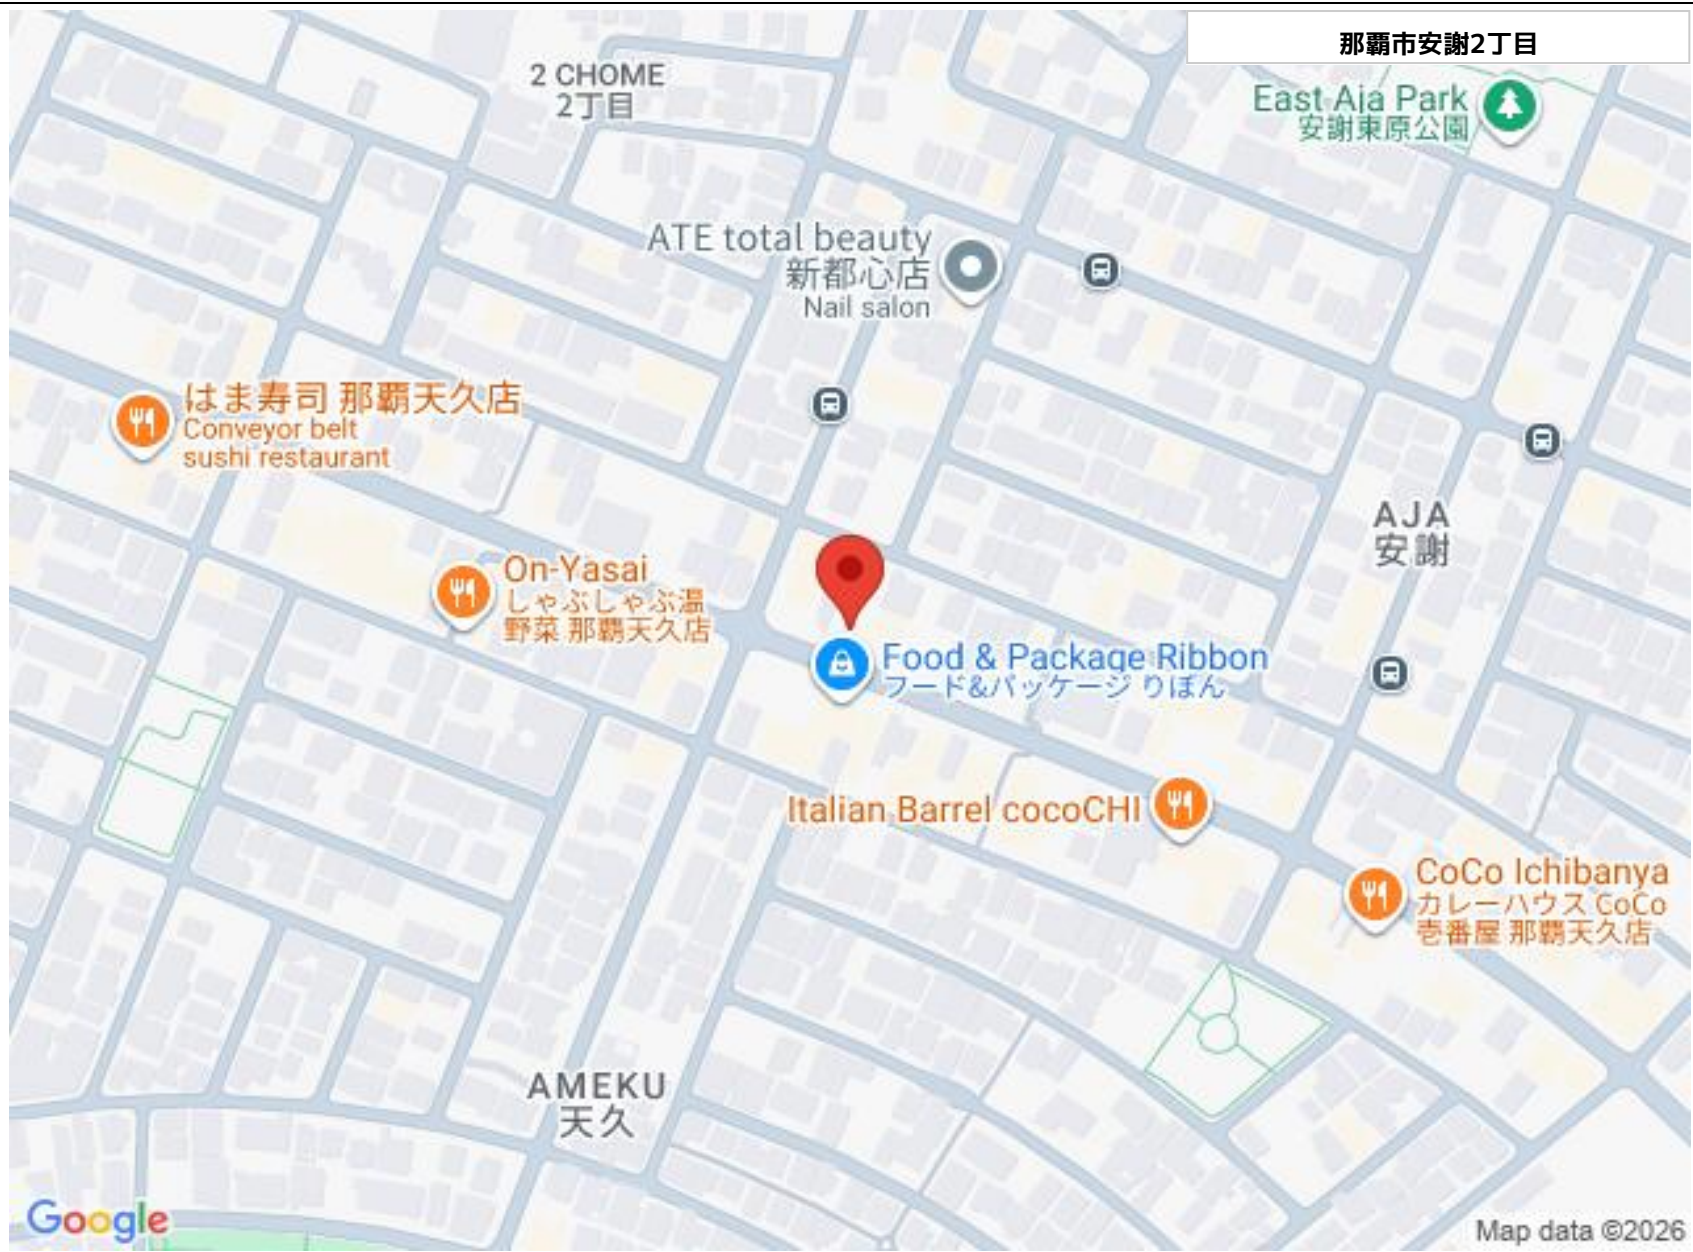 那覇市安謝2丁目
2 CHOME
2丁目
East Aja Park
安謝東原公園
ATE total beauty
新都心店
Nail salon
はま寿司 那覇天久店
Conveyor belt
sushi restaurant
AJA
安謝
On-Yasai
しゃぶしゃぶ温
野菜 那覇天久店
Food & Package Ribbon
フード&パッケージ りぼん
Italian Barrel cocoCHI
CoCo Ichibanya
カレーハウス CoCo
壱番屋 那覇天久店
AMEKU
天久
Google
Map data ©2026